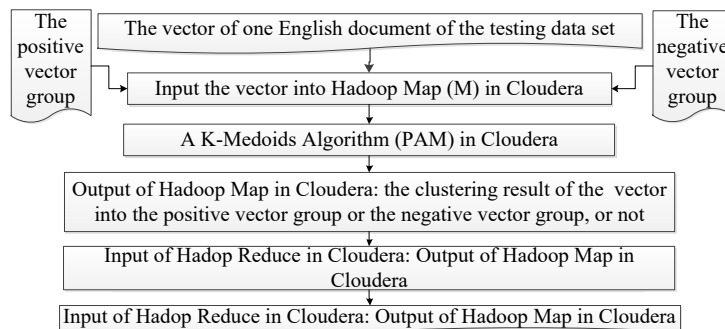 The
positive
vector
group
The vector of one English document of the testing data set
The
negative
vector
group
Input the vector into Hadoop Map (M) in Cloudera
A K-Medoids Algorithm (PAM) in Cloudera
Output of Hadoop Map in Cloudera: the clustering result of the vector
into the positive vector group or the negative vector group, or not
Input of Hadop Reduce in Cloudera: Output of Hadoop Map in
Cloudera
Input of Hadop Reduce in Cloudera: Output of Hadoop Map in Cloudera